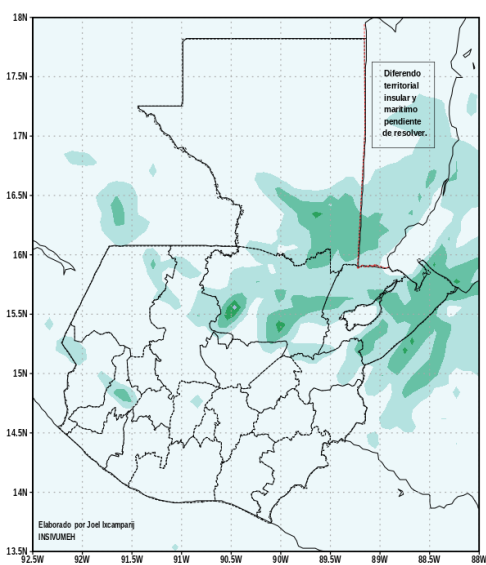 18N
17.5N
17N
16.5N
16N
15.5N
15N
14.5N
14N
13.5N
Diferendo
territorial
insular y
maritimo
pendiente
de resolver.
Elaborado por Joel Ixcamparij
INSIVUMEH
92.5W 92W 91.5W 91W 90.5W 90W 89.5W 89W 88.5W 88W